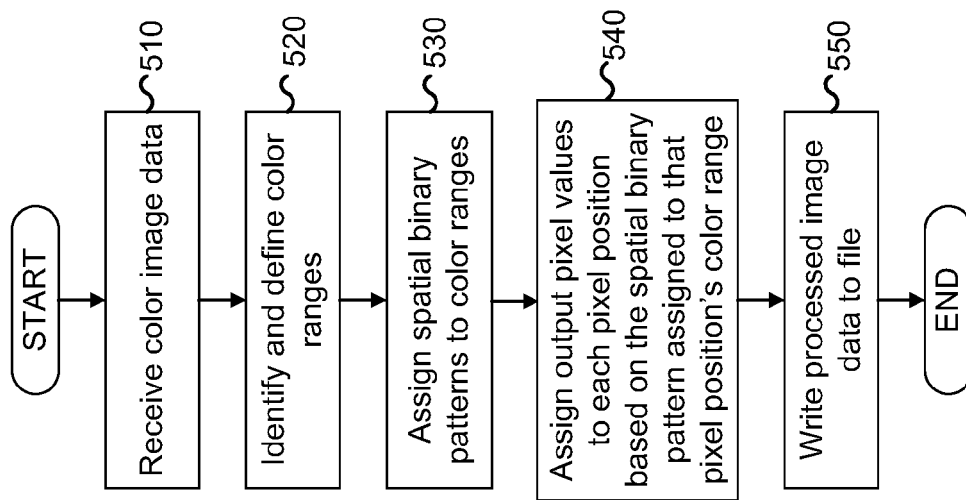 START
510
Receive color image data
520
Identify and define color
ranges
530
Assign spatial binary
patterns to color ranges
540
Assign output pixel values
to each pixel position
based on the spatial binary
pattern assigned to that
pixel position's color range
550
Write processed image
data to file
END